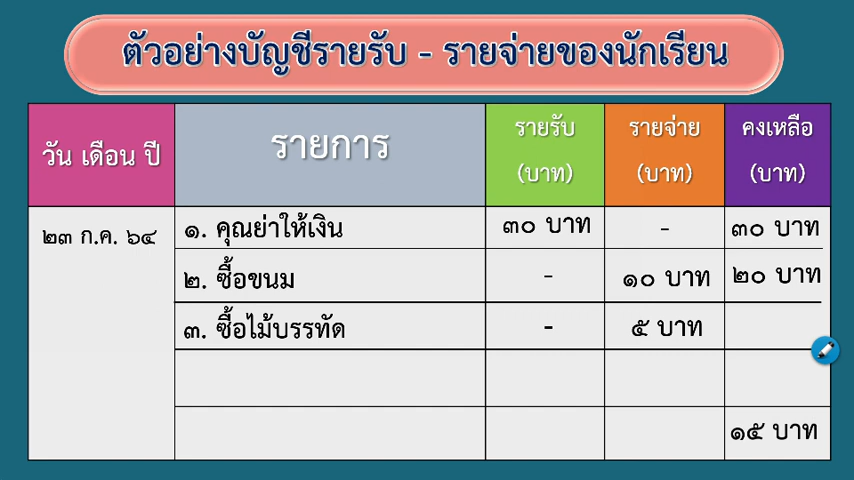 ตัวอย่างบัญชีรายรับ - รายจ่ายของนักเรียน
วัน เดือน ปี รายการ รายรับ (บาท) รายจ่าย (บาท) คงเหลือ (บาท)
๒๓ ก.ค. ๖๔ ๑. คุณย่าให้เงิน ๓๐ บาท - ๓๐ บาท
๒. ซื้อขนม - ๑๐ บาท ๒๐ บาท
๓. ซื้อไม้บรรทัด - ๕ บาท
๑๕ บาท